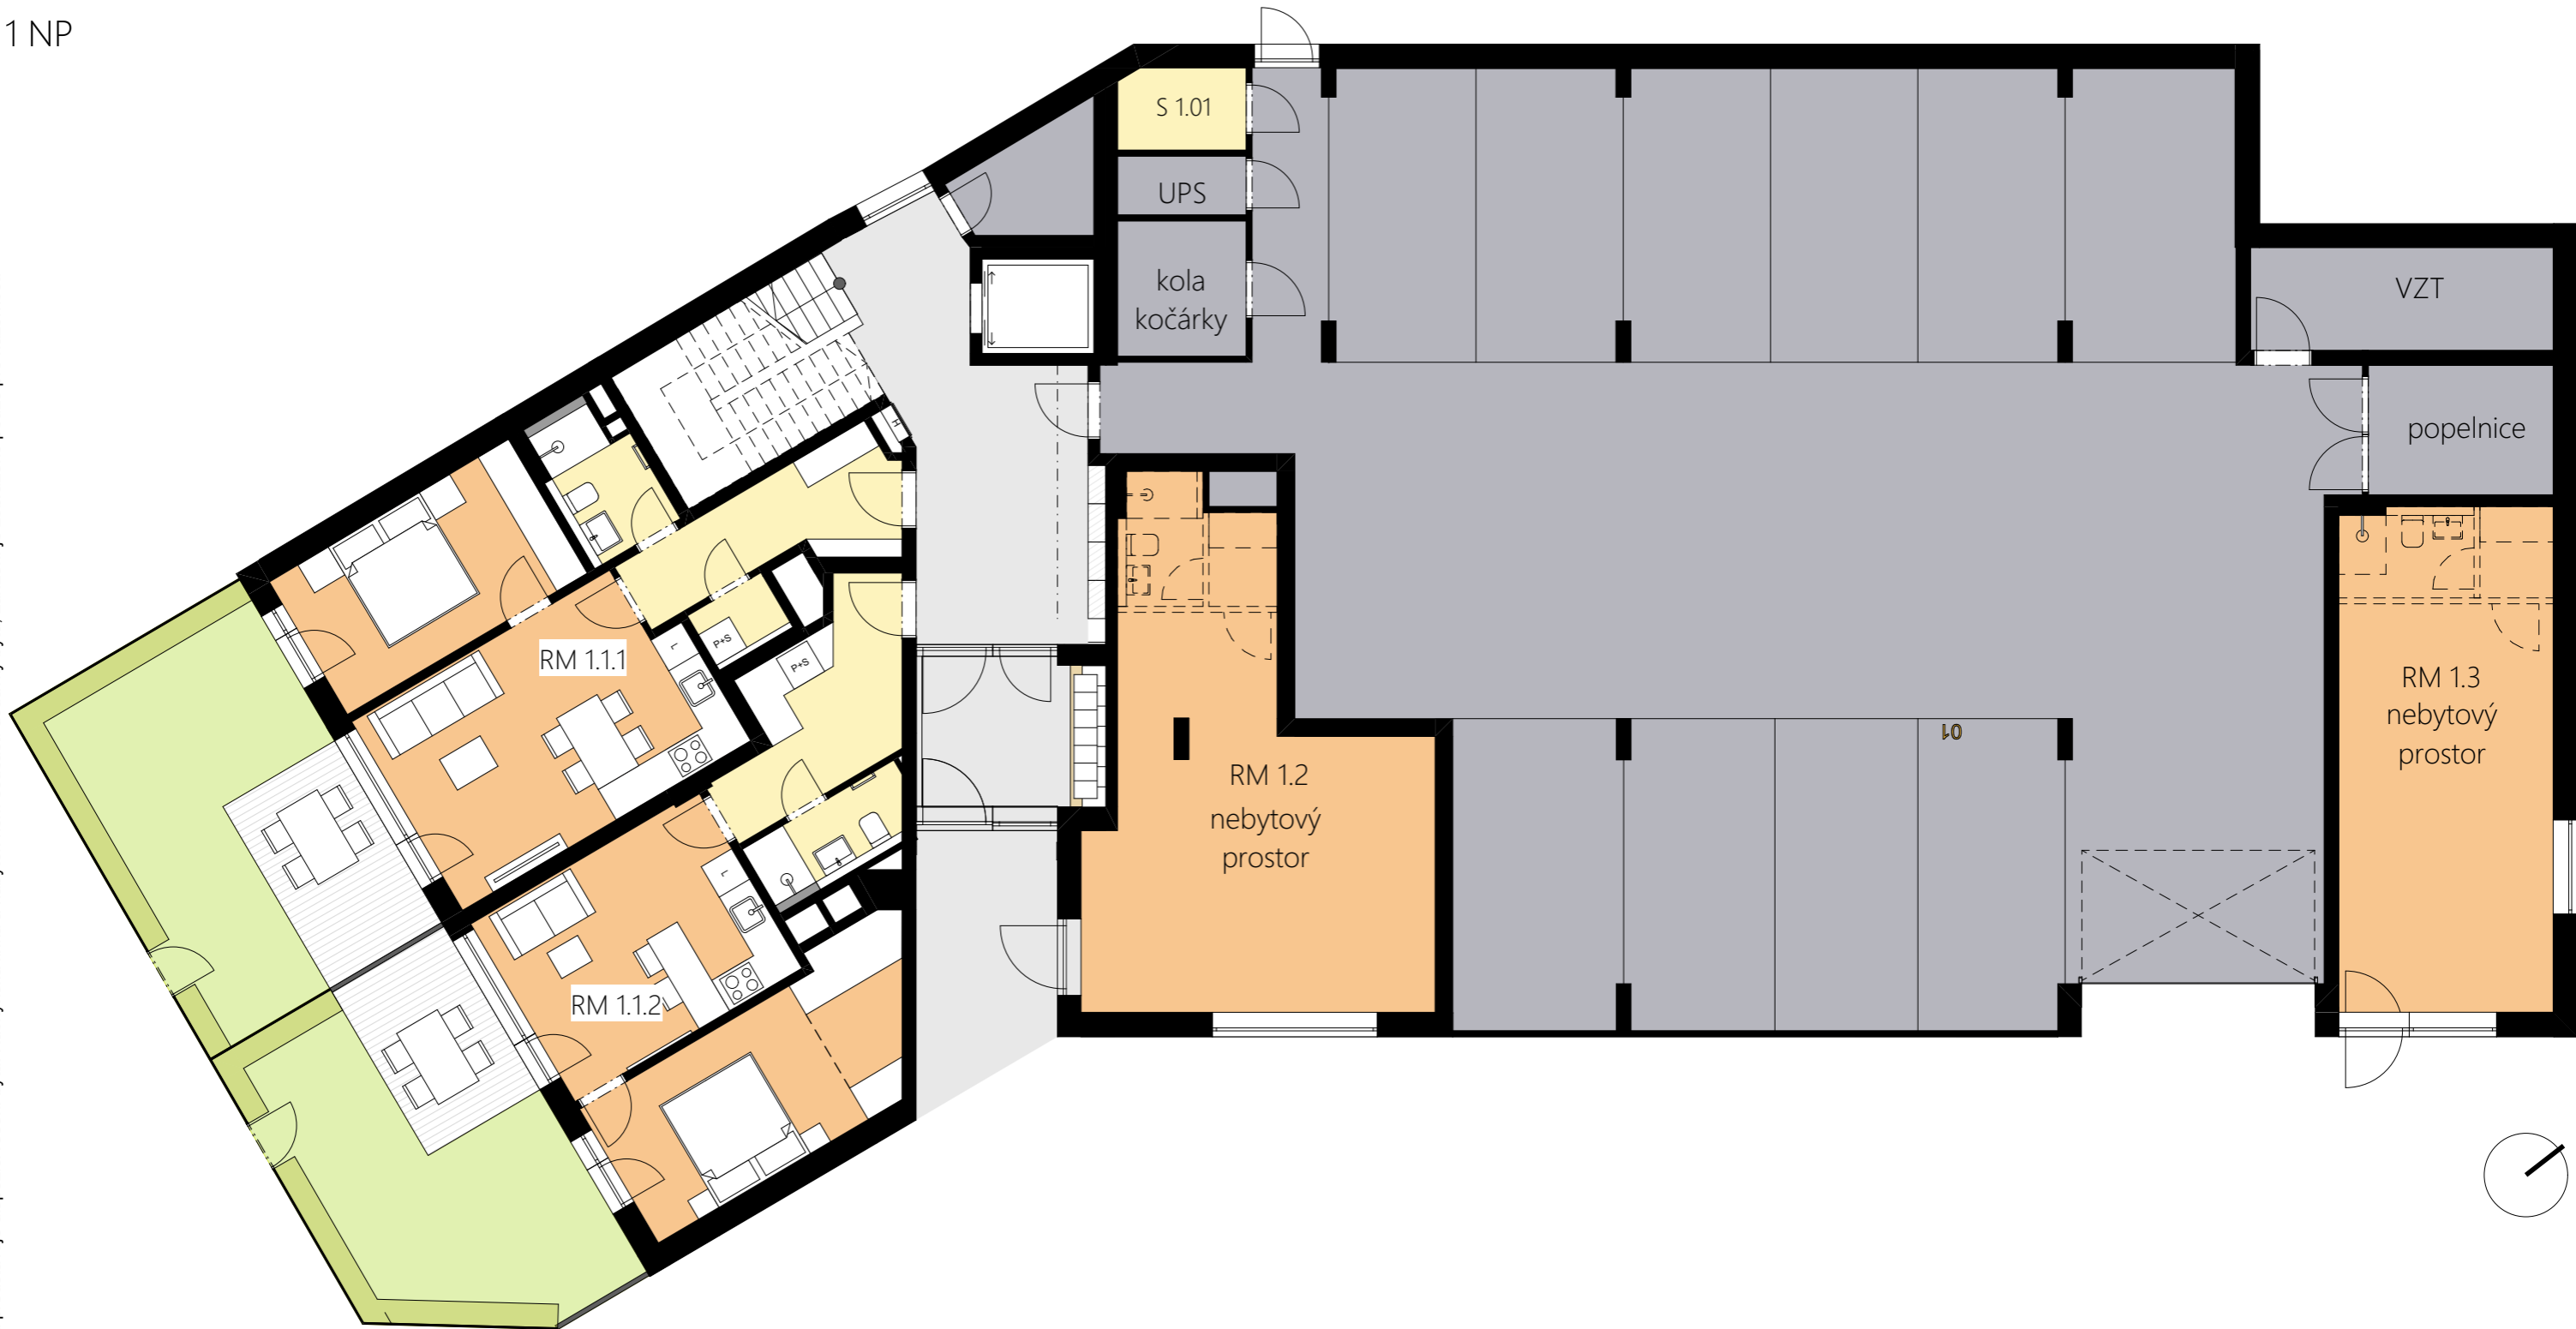 1 NP
S 1.01
UPS
kola
kočárky
VZT
popelnice
H
RM 1.1.1
L
P+S
P+S
RM 1.3
nebytový
prostor
01
RM 1.2
nebytový
prostor
L
RM 1.1.2